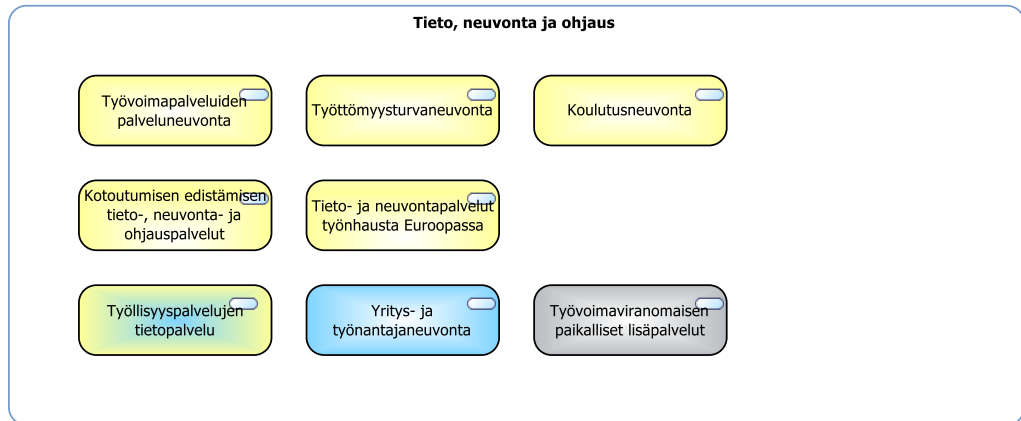 Tieto, neuvonta ja ohjaus
Työvoimapalveluiden
palveluneuvonta
Työttömyysturvaneuvonta
Koulutusneuvonta
Kotoutumisen edistämisen
tieto-, neuvonta- ja
ohjauspalvelut
Tieto- ja neuvontapalvelut
työnhausta Euroopassa
Työllisyyspalvelujen
tietopalvelu
Yritys- ja
työnantajaneuvonta
Työvoimaviranomaisen
paikalliset lisäpalvelut